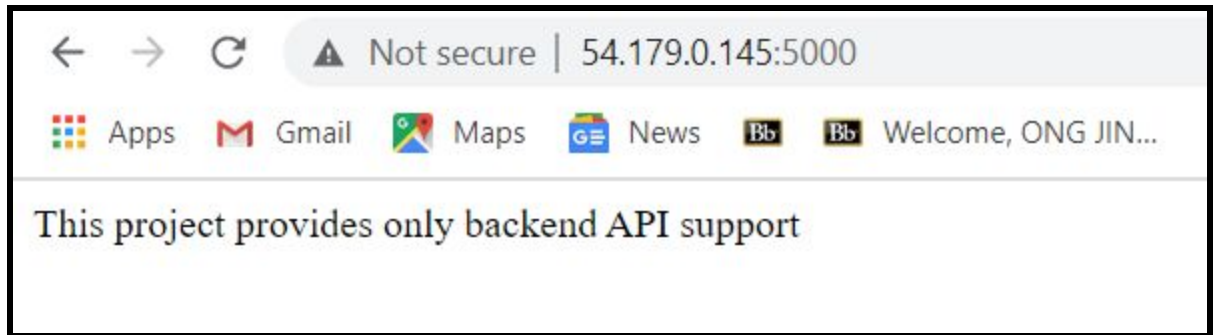 Not secure | 54.179.0.145:5000
Apps Gmail Maps GE News Bb Bb Welcome, ONG JIN...
This project provides only backend API support